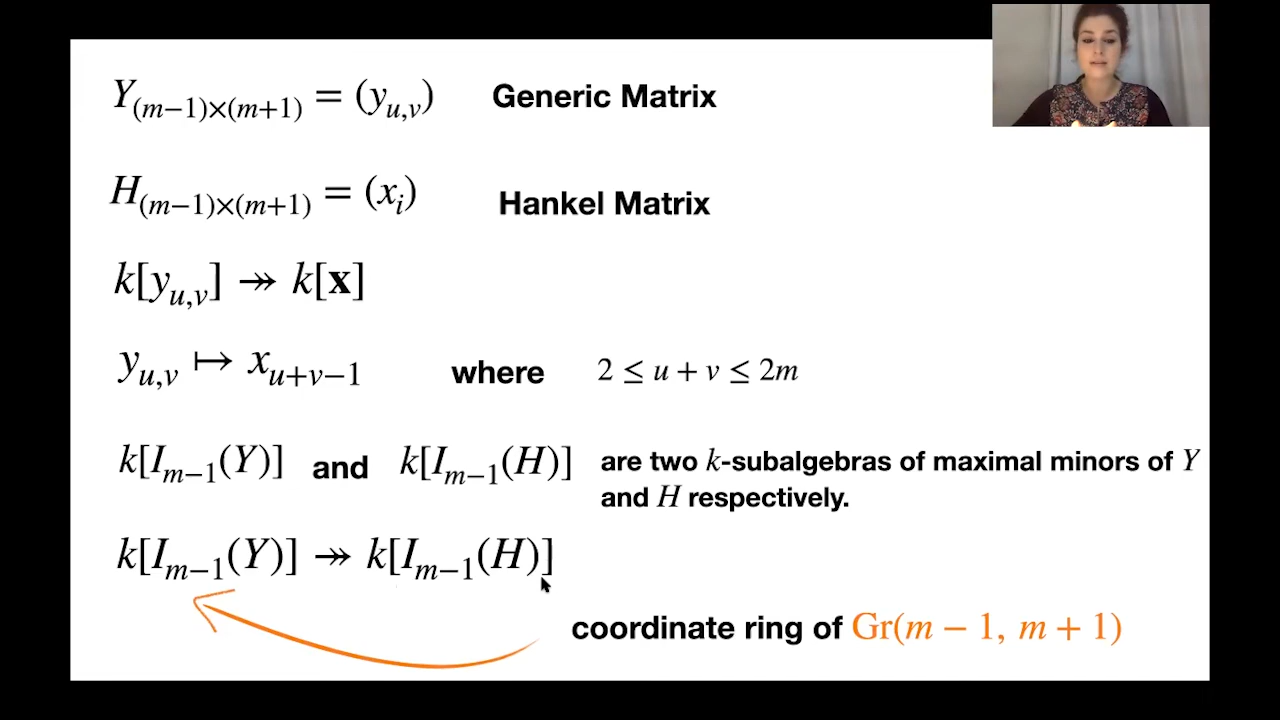 Y_{(m−1)×(m+1)} = (y_{u,v}) Generic Matrix
H_{(m−1)×(m+1)} = (x_i) Hankel Matrix
k[y_{u,v}] ↠ k[𝐱]
y_{u,v} ↦ x_{u+v−1} where 2 ≤ u + v ≤ 2m
k[I_{m−1}(Y)] and k[I_{m−1}(H)] are two k-subalgebras of maximal minors of Y
and H respectively.
k[I_{m−1}(Y)] ↠ k[I_{m−1}(H)]
coordinate ring of Gr(m − 1, m + 1)